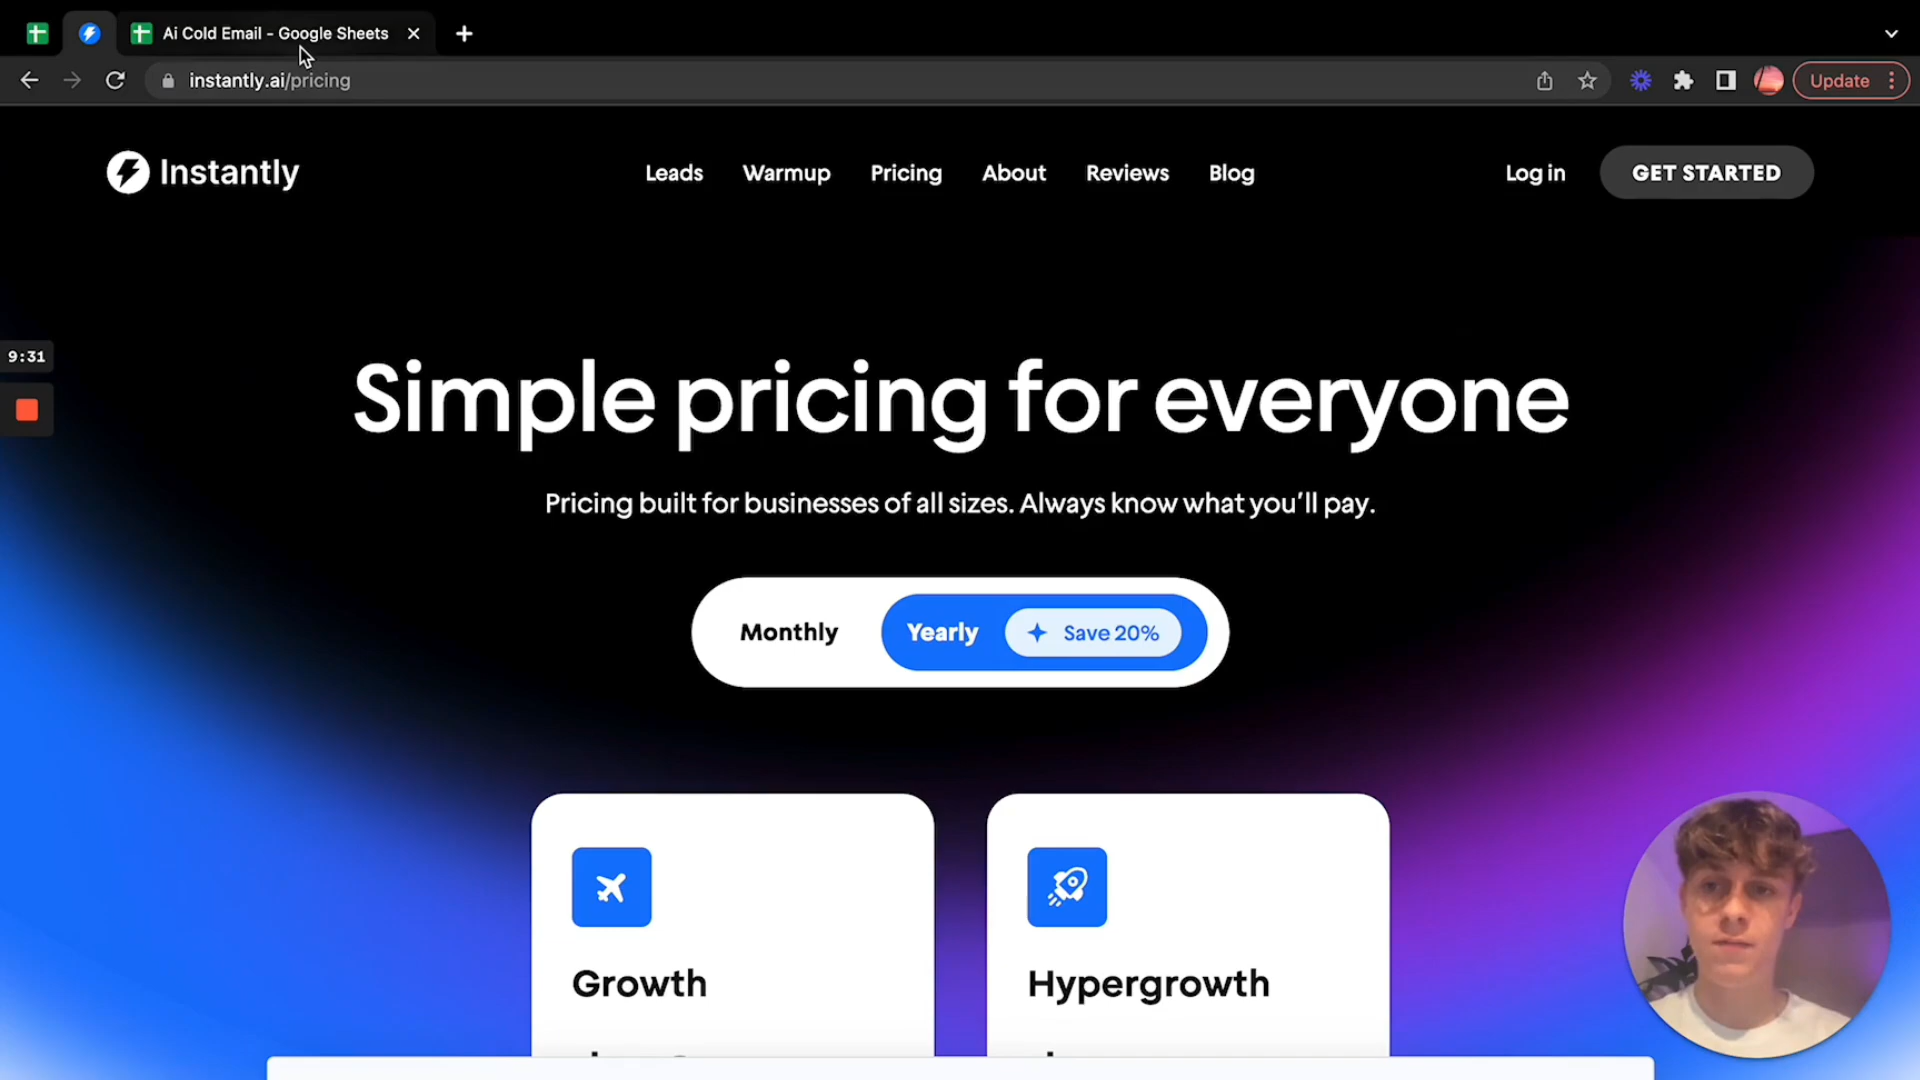 Ai Cold Email - Google Sheets
instantly.ai/pricing
Update
Instantly
Leads
Warmup
Pricing
About
Reviews
Blog
Log in
GET STARTED
9:31
Simple pricing for everyone
Pricing built for businesses of all sizes. Always know what you'll pay.
Monthly
Yearly
Save 20%
Growth
Hypergrowth